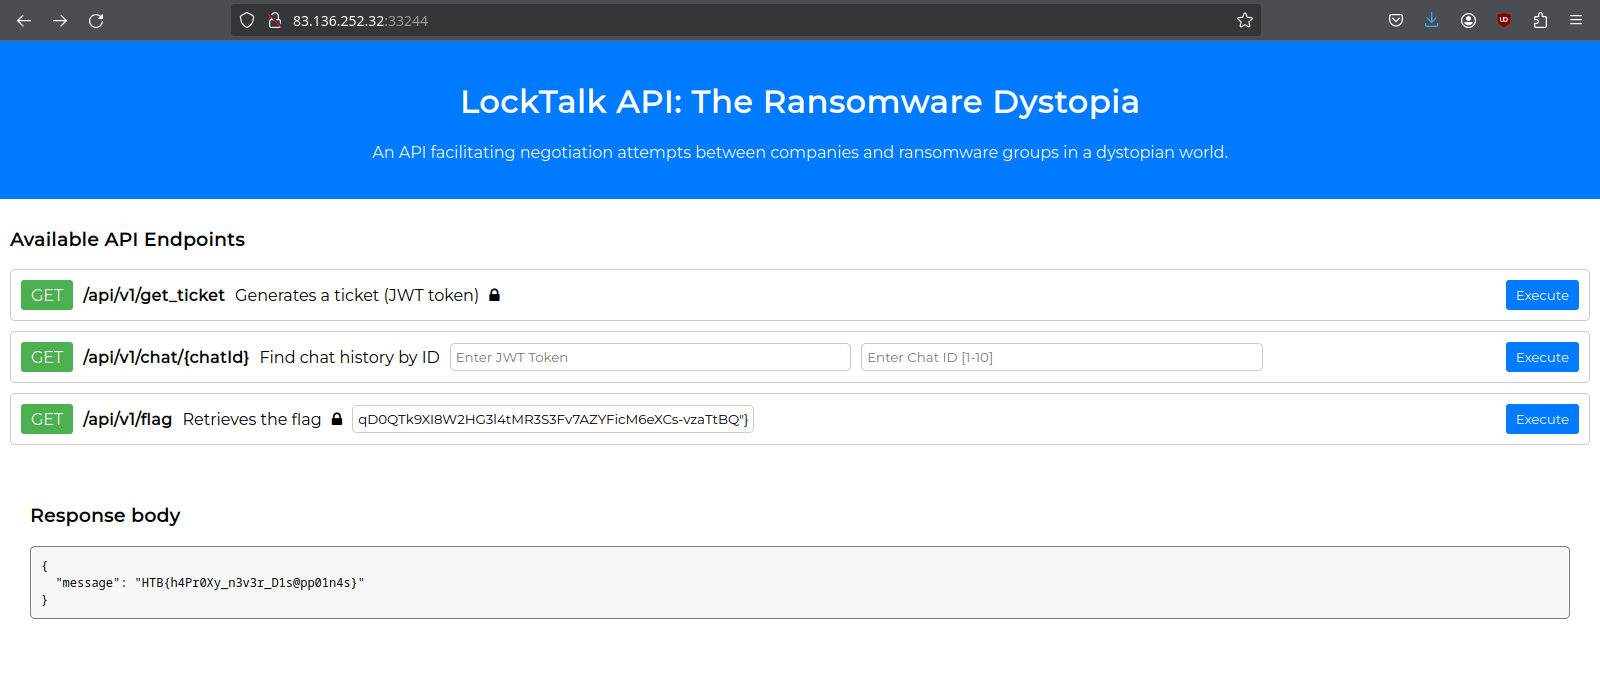 83.136.252.32:33244
LockTalk API: The Ransomware Dystopia
An API facilitating negotiation attempts between companies and ransomware groups in a dystopian world.
Available API Endpoints
GET /api/v1/get_ticket Generates a ticket (JWT token) Execute
GET /api/v1/chat/{chatId} Find chat history by ID Enter JWT Token Enter Chat ID [1-10] Execute
GET /api/v1/flag Retrieves the flag qD0QTk9XI8W2HG3l4tMR3S3Fv7AZYFicM6eXCs-vzaTtBQ"} Execute
Response body
{
"message": "HTB{h4Pr0Xy_n3v3r_D1s@pp01n4s}"
}